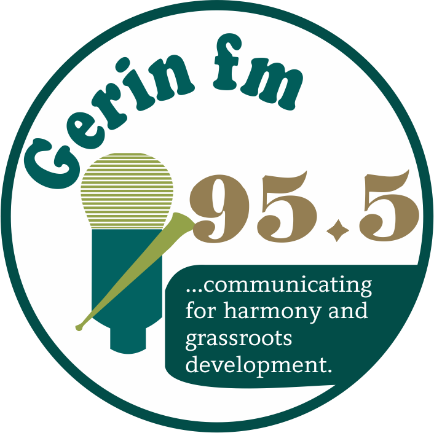 Gerin fm
95.5
...communicating
for harmony and
grassroots
development.